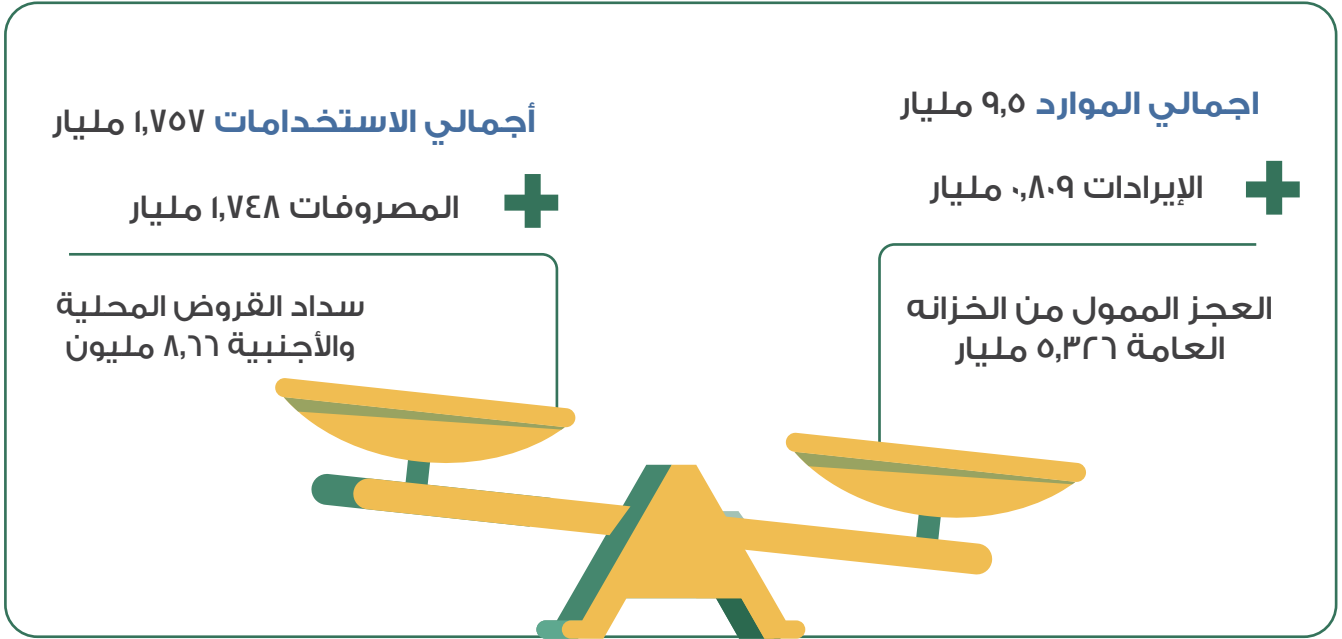 اجمالي الموارد ٩,٥ مليار
الإيرادات ٠,٨٠٩ مليار
العجز الممول من الخزانه
العامة ٥,٣٢٦ مليار
أجمالي الاستخدامات ١,٧٥٧ مليار
المصروفات ١,٧٤٨ مليار
سداد القروض المحلية
والأجنبية ٨,٦٦ مليون